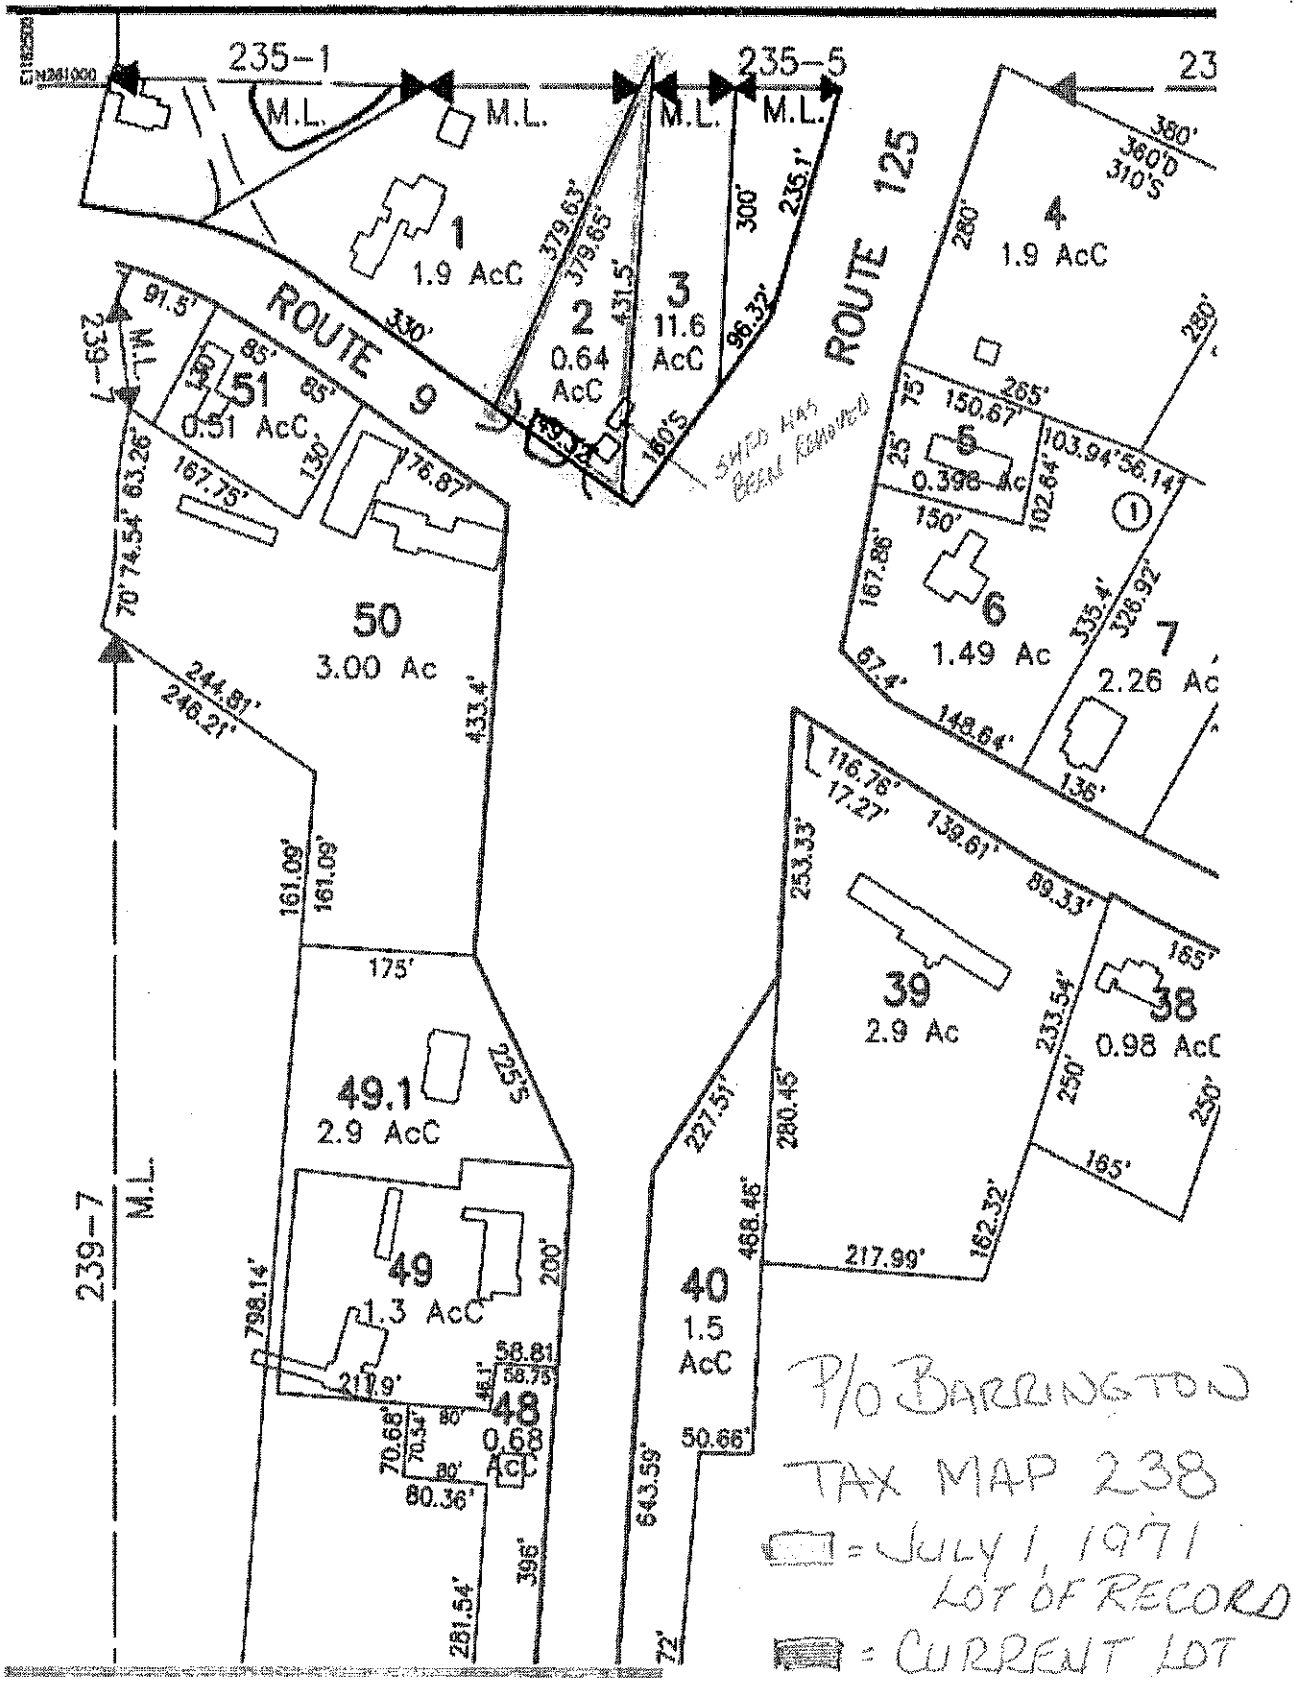 E1182500
N261000
235-1
235-5
23
M.L.
M.L.
M.L.
M.L.
ROUTE 125
380'
360'D
310'S
280'
4
1.9 AcC
280'
1
1.9 AcC
379.63'
379.65'
431.5'
300'
235.1'
2
0.64
AcC
3
11.6
AcC
96.32'
160'S
330'
ROUTE 9
SHED HAS
BEEN REMOVED
91.5'
239-7
M.L.
85'
85'
51
0.51 AcC
130'
167.75'
176.87'
63.26'
74.54'
70'
75'
265'
150.67'
25'
5
0.398 Ac
102.64'
103.94'
56.14'
1
150'
167.86'
6
1.49 Ac
335.4'
326.92'
7
2.26 Ac
67.4'
148.64'
136'
50
3.00 Ac
433.4'
244.81'
246.21'
161.09'
161.09'
175'
116.76'
17.27'
139.61'
89.33'
253.33'
39
2.9 Ac
165'
38
0.98 AcC
233.54'
250'
250'
165'
225'S
227.51'
280.45'
49.1
2.9 AcC
239-7
M.L.
798.14'
49
1.3 AcC
200'
468.46'
217.99'
162.32'
40
1.5
AcC
58.81
58.75'
46.1'
217.9'
80'
48
0.68
AcC
70.68'
70.54'
80'
80.36'
50.66'
643.59'
396'
281.54'
72'
P/O BARRINGTON
TAX MAP 238
= JULY 1, 1971
LOT OF RECORD
= CURRENT LOT